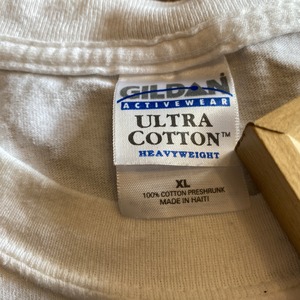 GILDAN
ACTIVEWEAR
ULTRA
COTTON™
HEAVYWEIGHT
XL
100% COTTON PRESHRUNK
MADE IN HAITI